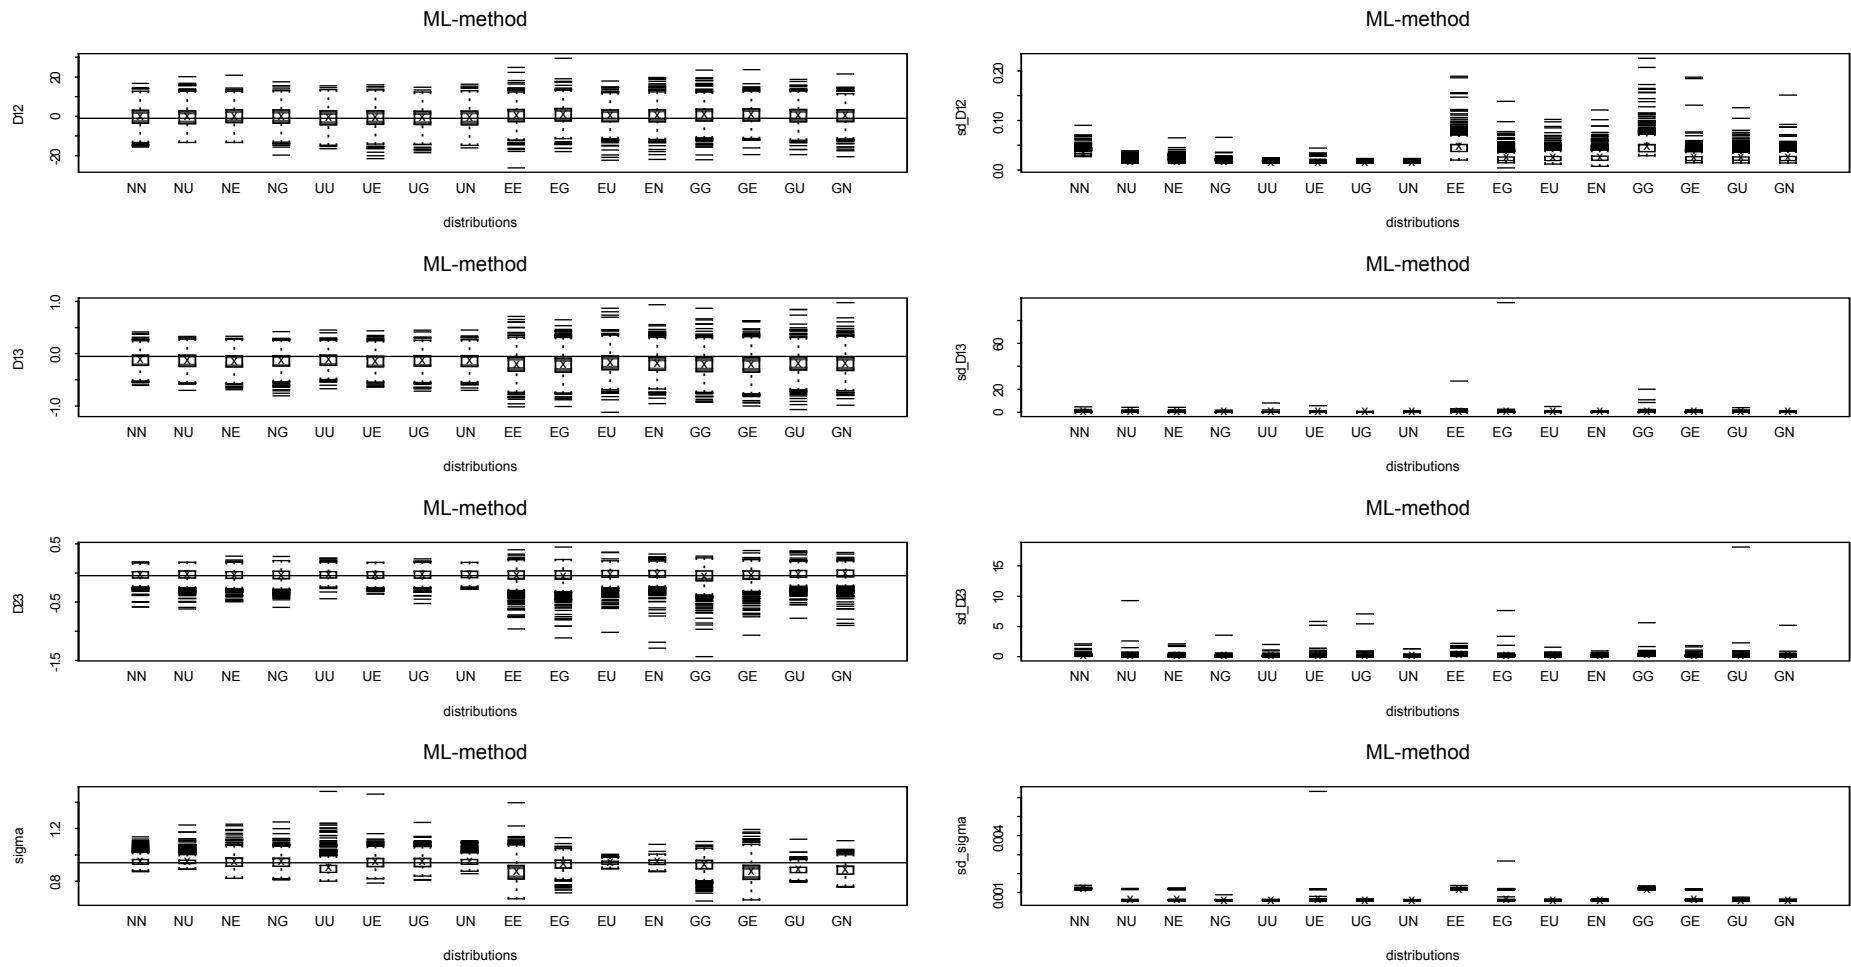 ML-method
D12
20
0
-20
NN NU NE NG UU UE UG UN EE EG EU EN GG GE GU GN
distributions
ML-method
sd_D12
0.20
0.10
0.0
NN NU NE NG UU UE UG UN EE EG EU EN GG GE GU GN
distributions
ML-method
D13
1.0
0.0
-1.0
NN NU NE NG UU UE UG UN EE EG EU EN GG GE GU GN
distributions
ML-method
sd_D13
60
20
0
NN NU NE NG UU UE UG UN EE EG EU EN GG GE GU GN
distributions
ML-method
D23
0.5
-0.5
-1.5
NN NU NE NG UU UE UG UN EE EG EU EN GG GE GU GN
distributions
ML-method
sd_D23
15
10
5
0
NN NU NE NG UU UE UG UN EE EG EU EN GG GE GU GN
distributions
ML-method
sigma
1.2
0.8
NN NU NE NG UU UE UG UN EE EG EU EN GG GE GU GN
distributions
ML-method
sd_sigma
0.004
0.001
NN NU NE NG UU UE UG UN EE EG EU EN GG GE GU GN
distributions